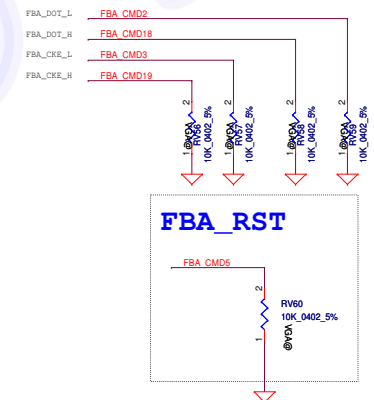 FBA_DOT_L FBA_CMD2
FBA_DOT_H FBA_CMD18
FBA_CKE_L FBA_CMD3
FBA_CKE_H FBA_CMD19
2 2 2 2
1 1 1 1
VGA@ RV56 10K_0402_5%
VGA@ RV57 10K_0402_5%
VGA@ RV58 10K_0402_5%
VGA@ RV59 10K_0402_5%
FBA_RST
FBA_CMD5
2
RV60
10K_0402_5%
VGA@
1